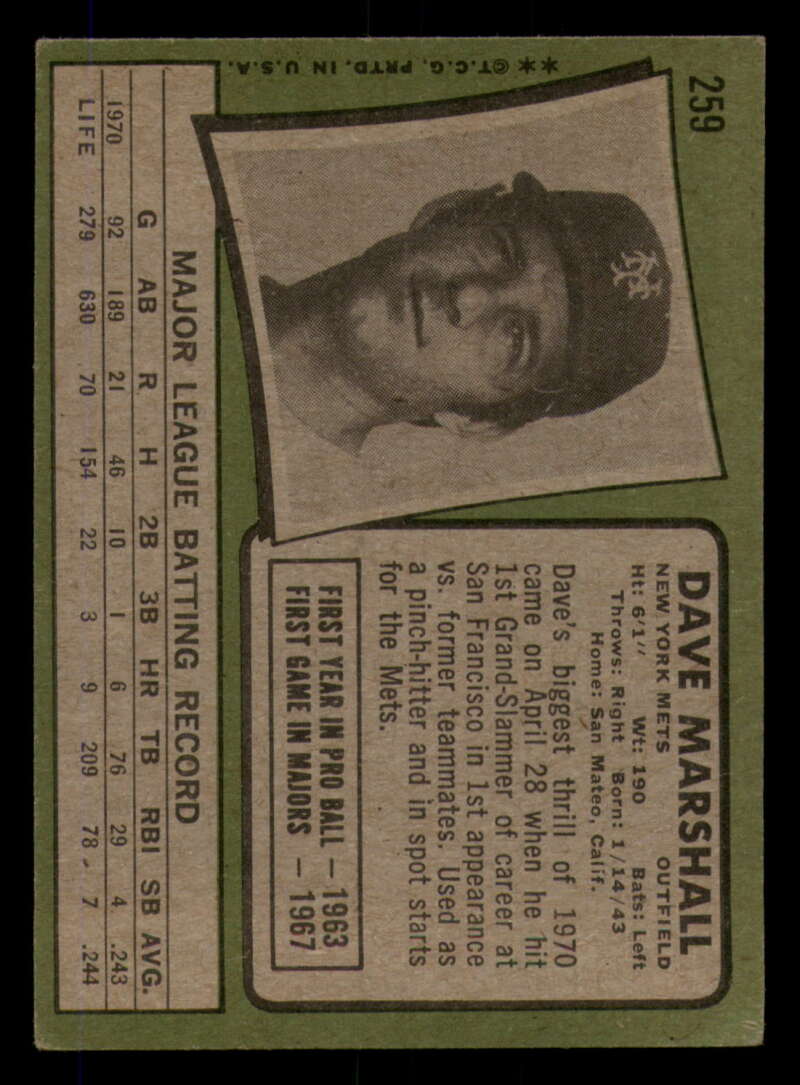 259
DAVE MARSHALL
NEW YORK METS OUTFIELD
Ht: 6'1" Wt: 190 Bats: Left
Throws: Right Born: 1/14/43
Home: San Mateo, Calif.
Dave's biggest thrill of 1970
came on April 28 when he hit
1st Grand-Slammer of career at
San Francisco in 1st appearance
vs. former teammates. Used as
a pinch-hitter and in spot starts
for the Mets.
FIRST YEAR IN PRO BALL — 1963
FIRST GAME IN MAJORS — 1967
NY
**©T.C.G. PRTD. IN U.S.A.
MAJOR LEAGUE BATTING RECORD
G AB R H 2B 3B HR TB RBI SB AVG.
1970 92 189 21 46 10 1 6 76 29 4 .243
LIFE 279 630 70 154 22 3 9 209 78 7 .244